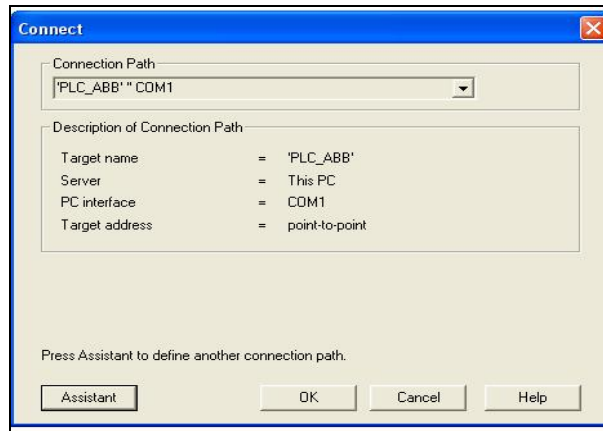 Connect
Connection Path
'PLC_ABB' '' COM1
Description of Connection Path
Target name = 'PLC_ABB'
Server = This PC
PC interface = COM1
Target address = point-to-point
Press Assistant to define another connection path.
Assistant OK Cancel Help